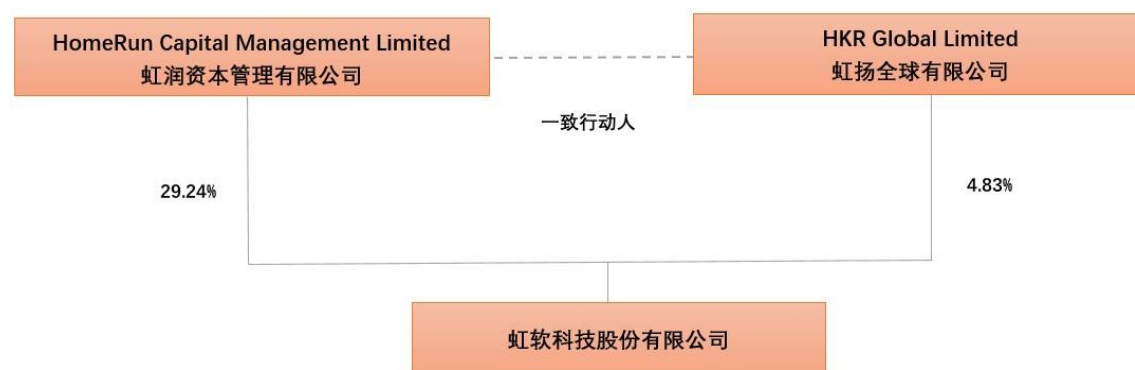 HomeRun Capital Management Limited
虹润资本管理有限公司
HKR Global Limited
虹扬全球有限公司
一致行动人
29.24%
4.83%
虹软科技股份有限公司